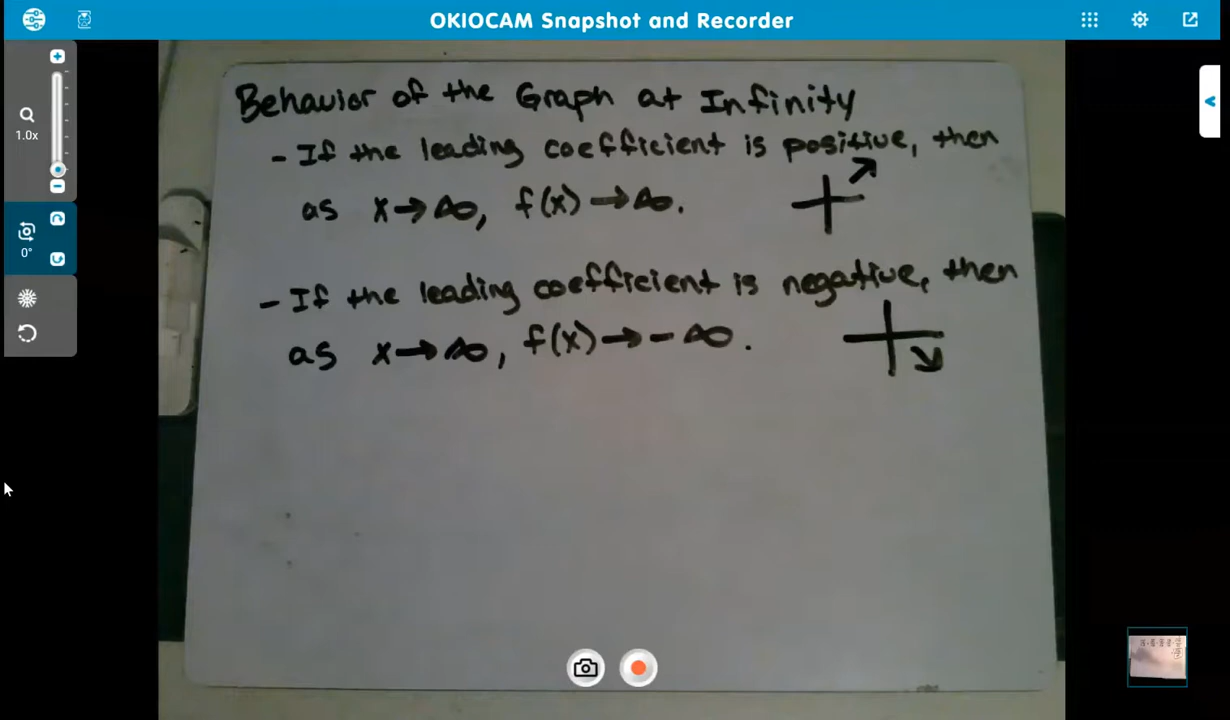 OKIOCAM Snapshot and Recorder
1.0x
0°
Behavior of the Graph at Infinity
- If the leading coefficient is positive, then
as x→∞, f(x)→∞.
- If the leading coefficient is negative, then
as x→∞, f(x)→-∞.